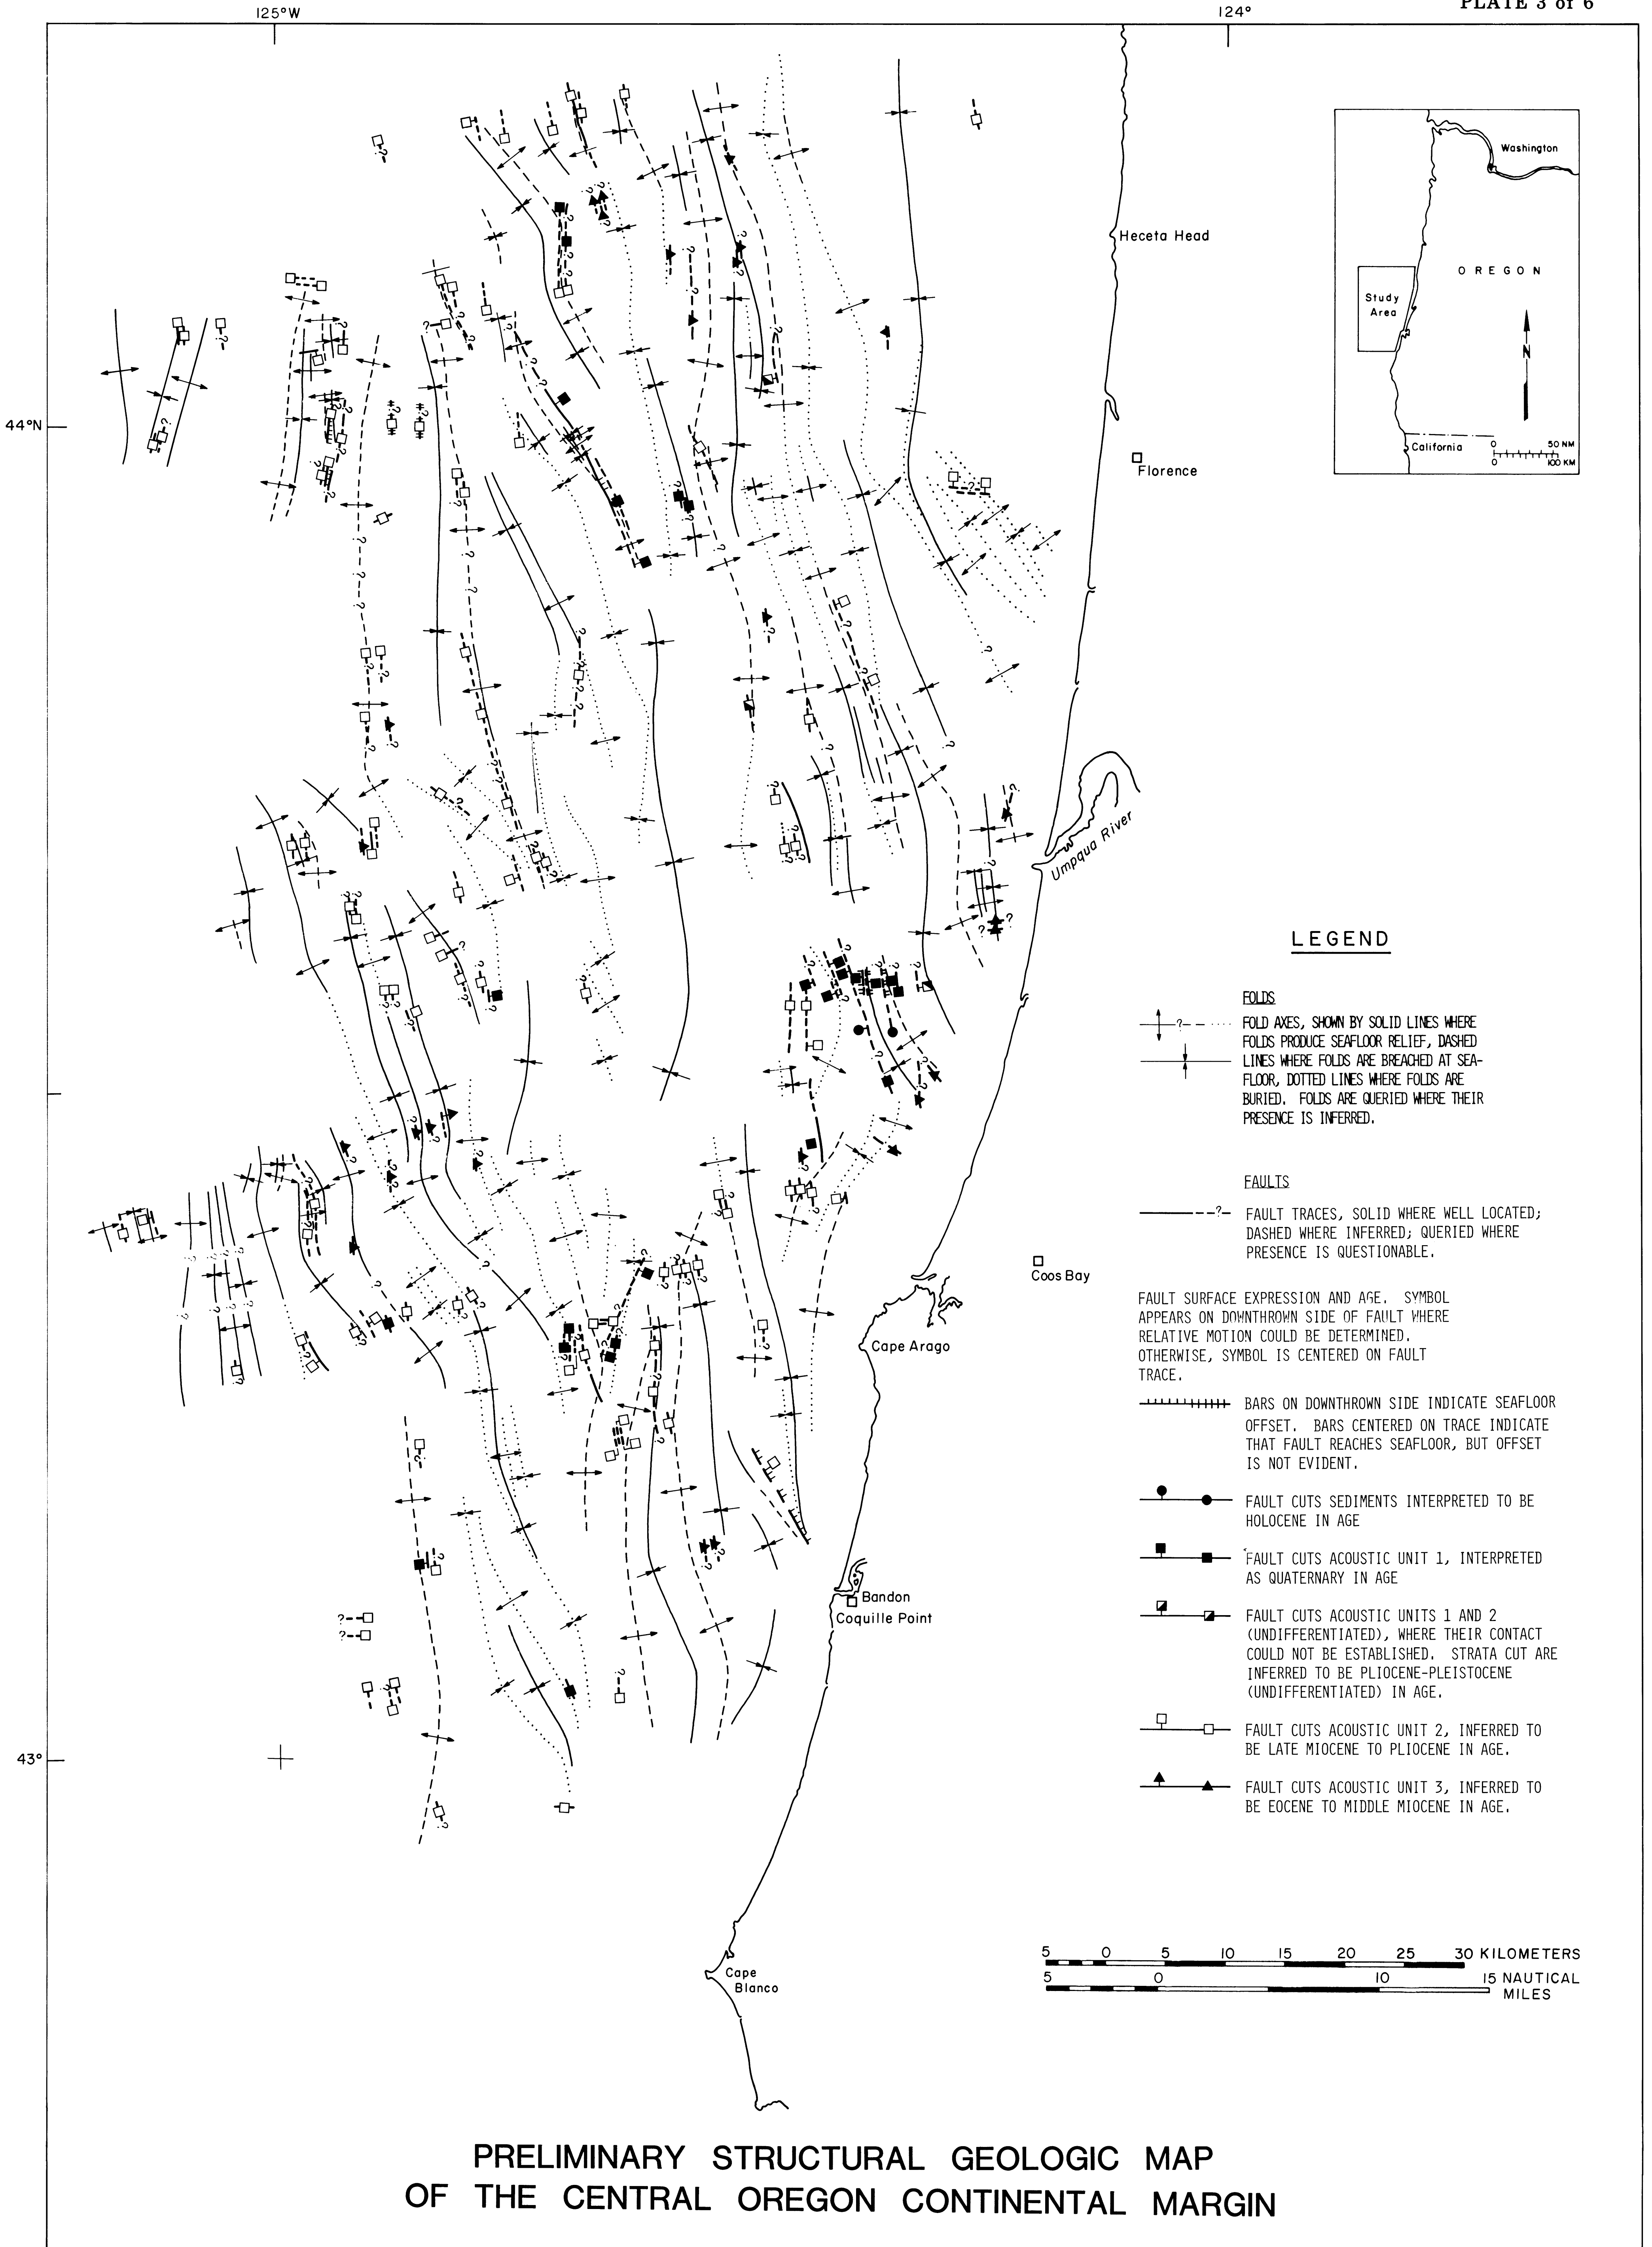 PLATE 3 of 6
125°W
124°
44°N
43°
Washington
OREGON
Study
Area
N
California
0 50 NM
0 100 KM
Heceta Head
Florence
Umpqua River
Coos Bay
Cape Arago
Bandon
Coquille Point
Cape
Blanco
LEGEND
FOLDS
FOLD AXES, SHOWN BY SOLID LINES WHERE
FOLDS PRODUCE SEAFLOOR RELIEF, DASHED
LINES WHERE FOLDS ARE BREACHED AT SEA-
FLOOR, DOTTED LINES WHERE FOLDS ARE
BURIED. FOLDS ARE QUERIED WHERE THEIR
PRESENCE IS INFERRED.
FAULTS
FAULT TRACES, SOLID WHERE WELL LOCATED;
DASHED WHERE INFERRED; QUERIED WHERE
PRESENCE IS QUESTIONABLE.
FAULT SURFACE EXPRESSION AND AGE. SYMBOL
APPEARS ON DOWNTHROWN SIDE OF FAULT WHERE
RELATIVE MOTION COULD BE DETERMINED.
OTHERWISE, SYMBOL IS CENTERED ON FAULT
TRACE.
BARS ON DOWNTHROWN SIDE INDICATE SEAFLOOR
OFFSET. BARS CENTERED ON TRACE INDICATE
THAT FAULT REACHES SEAFLOOR, BUT OFFSET
IS NOT EVIDENT.
FAULT CUTS SEDIMENTS INTERPRETED TO BE
HOLOCENE IN AGE
FAULT CUTS ACOUSTIC UNIT 1, INTERPRETED
AS QUATERNARY IN AGE
FAULT CUTS ACOUSTIC UNITS 1 AND 2
(UNDIFFERENTIATED), WHERE THEIR CONTACT
COULD NOT BE ESTABLISHED. STRATA CUT ARE
INFERRED TO BE PLIOCENE-PLEISTOCENE
(UNDIFFERENTIATED) IN AGE.
FAULT CUTS ACOUSTIC UNIT 2, INFERRED TO
BE LATE MIOCENE TO PLIOCENE IN AGE.
FAULT CUTS ACOUSTIC UNIT 3, INFERRED TO
BE EOCENE TO MIDDLE MIOCENE IN AGE.
5 0 5 10 15 20 25 30 KILOMETERS
5 0 10 15 NAUTICAL
MILES
PRELIMINARY STRUCTURAL GEOLOGIC MAP
OF THE CENTRAL OREGON CONTINENTAL MARGIN